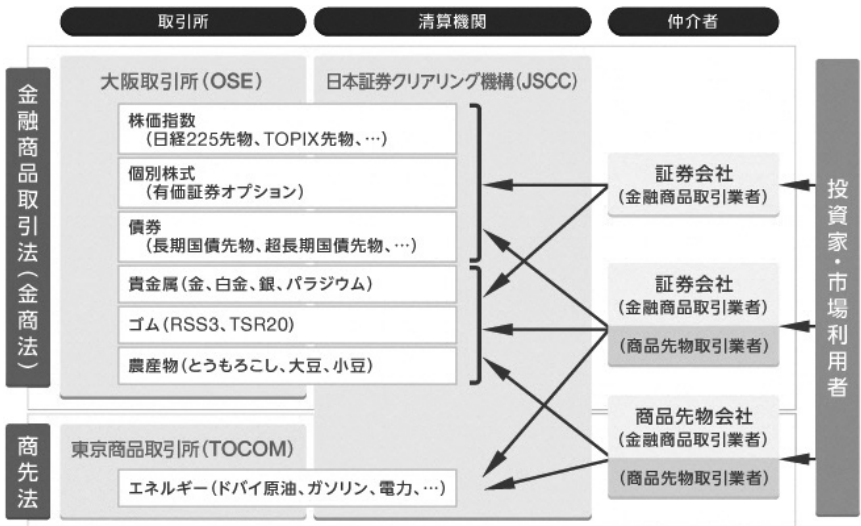 取引所
清算機関
仲介者
金融商品取引法(金商法)
大阪取引所(OSE)
日本証券クリアリング機構(JSCC)
株価指数
(日経225先物、TOPIX先物、…)
個別株式
(有価証券オプション)
債券
(長期国債先物、超長期国債先物、…)
貴金属(金、白金、銀、パラジウム)
ゴム(RSS3、TSR20)
農産物(とうもろこし、大豆、小豆)
証券会社
(金融商品取引業者)
証券会社
(金融商品取引業者)
(商品先物取引業者)
商品先物会社
(金融商品取引業者)
(商品先物取引業者)
投資家・市場利用者
商先法
東京商品取引所(TOCOM)
エネルギー(ドバイ原油、ガソリン、電力、…)